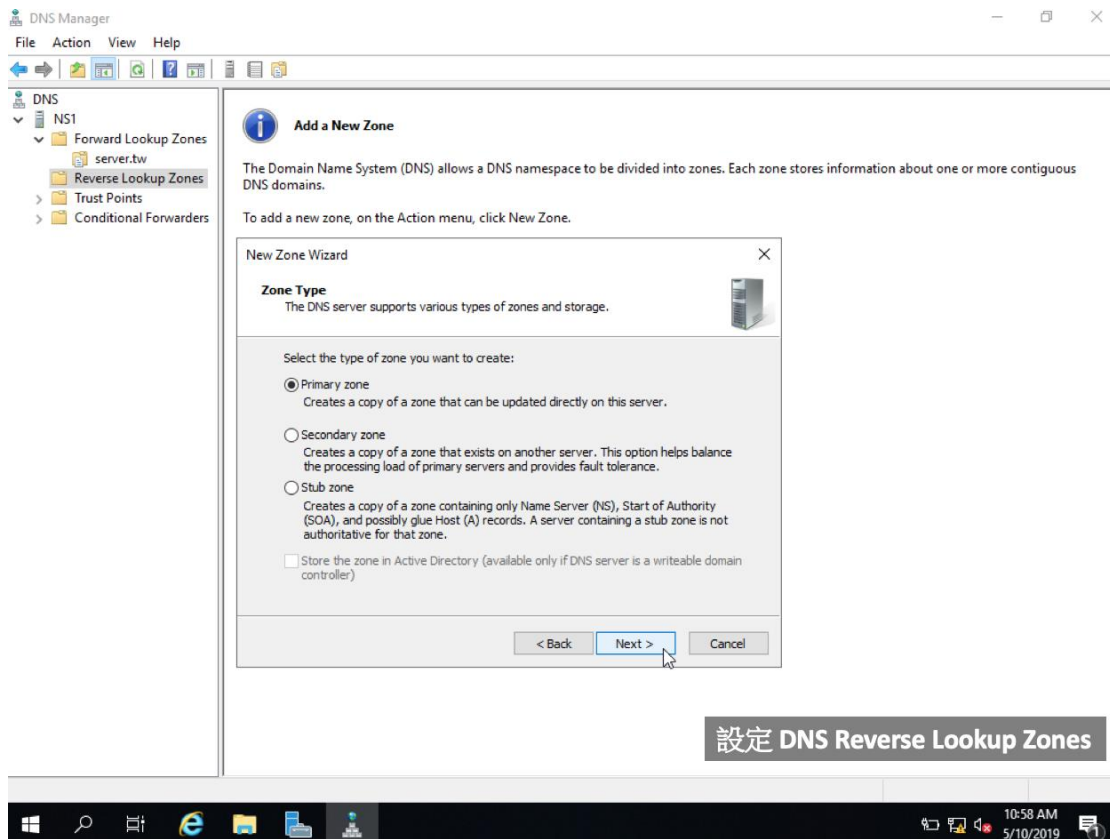 DNS Manager
File Action View Help
DNS
NS1
Forward Lookup Zones
server.tw
Reverse Lookup Zones
Trust Points
Conditional Forwarders
Add a New Zone
The Domain Name System (DNS) allows a DNS namespace to be divided into zones. Each zone stores information about one or more contiguous
DNS domains.
To add a new zone, on the Action menu, click New Zone.
New Zone Wizard
Zone Type
The DNS server supports various types of zones and storage.
Select the type of zone you want to create:
Primary zone
Creates a copy of a zone that can be updated directly on this server.
Secondary zone
Creates a copy of a zone that exists on another server. This option helps balance
the processing load of primary servers and provides fault tolerance.
Stub zone
Creates a copy of a zone containing only Name Server (NS), Start of Authority
(SOA), and possibly glue Host (A) records. A server containing a stub zone is not
authoritative for that zone.
Store the zone in Active Directory (available only if DNS server is a writeable domain
controller)
< Back Next > Cancel
設定 DNS Reverse Lookup Zones
10:58 AM
5/10/2019
1